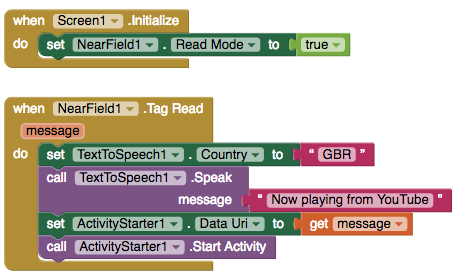 when Screen1 .Initialize
do set NearField1 . Read Mode to true
when NearField1 .Tag Read
message
do set TextToSpeech1 . Country to " GBR "
call TextToSpeech1 .Speak
message " Now playing from YouTube "
set ActivityStarter1 . Data Uri to get message
call ActivityStarter1 .Start Activity